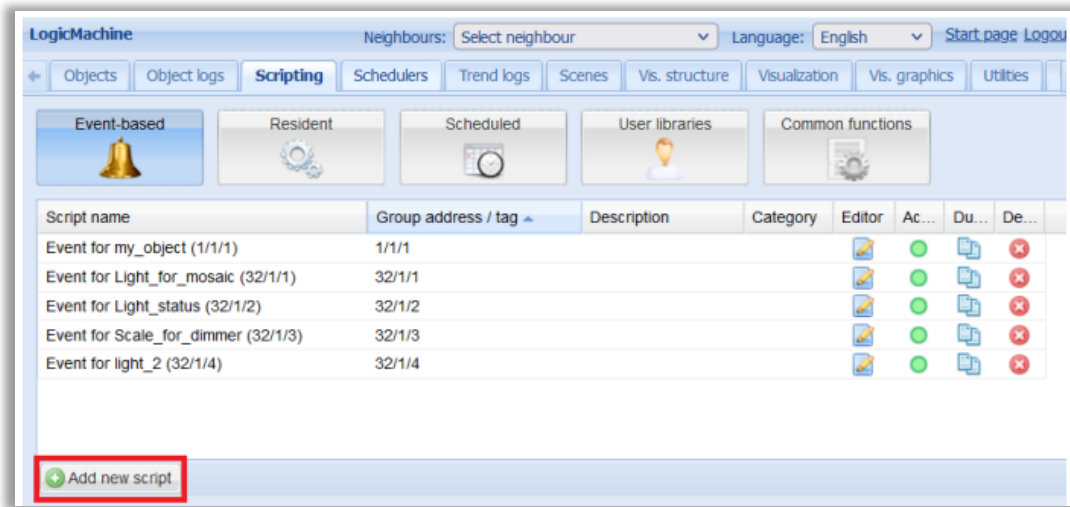 LogicMachine Neighbours: Select neighbour Language: English Start page Logou
Objects Object logs Scripting Schedulers Trend logs Scenes Vis. structure Visualization Vis. graphics Utilities
Event-based Resident Scheduled User libraries Common functions
Script name Group address / tag Description Category Editor Ac... Du... De...
Event for my_object (1/1/1) 1/1/1
Event for Light_for_mosaic (32/1/1) 32/1/1
Event for Light_status (32/1/2) 32/1/2
Event for Scale_for_dimmer (32/1/3) 32/1/3
Event for light_2 (32/1/4) 32/1/4
Add new script